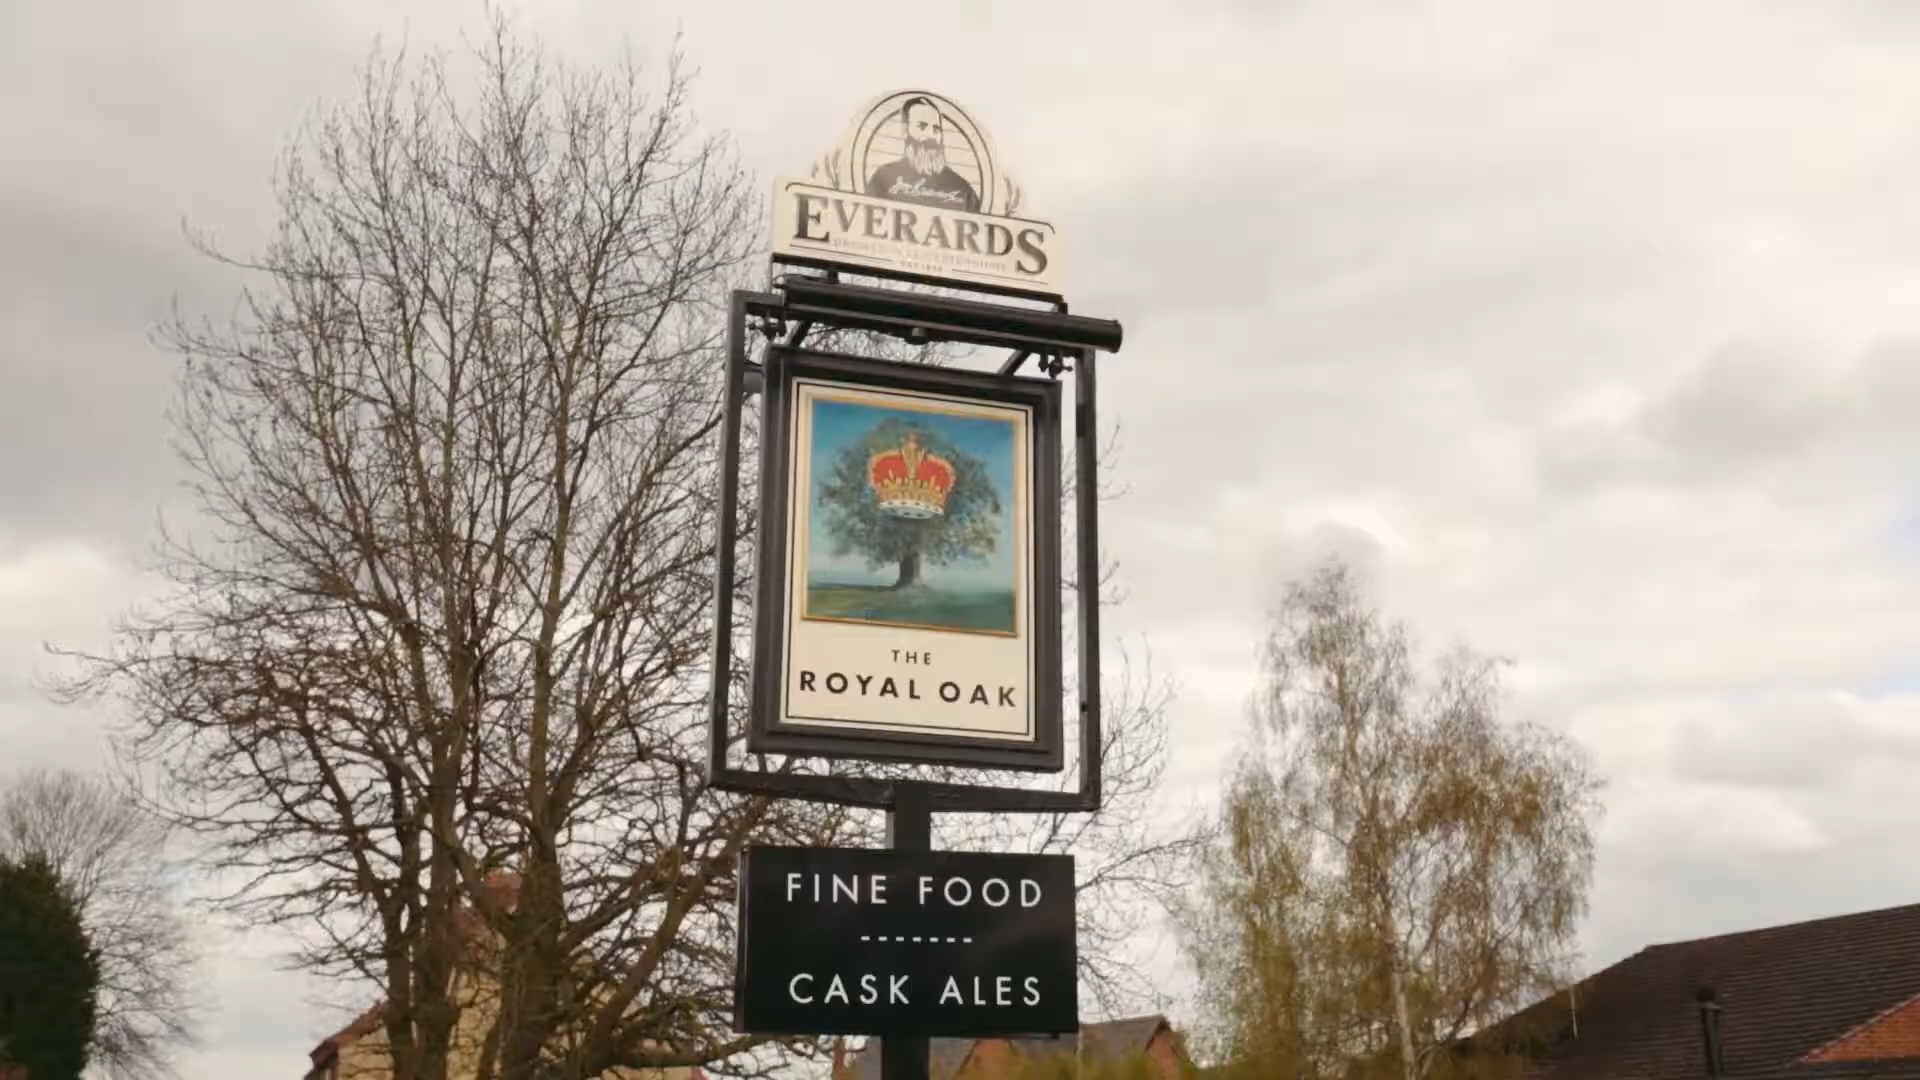 EVERARDS
THE
ROYAL OAK
FINE FOOD
CASK ALES